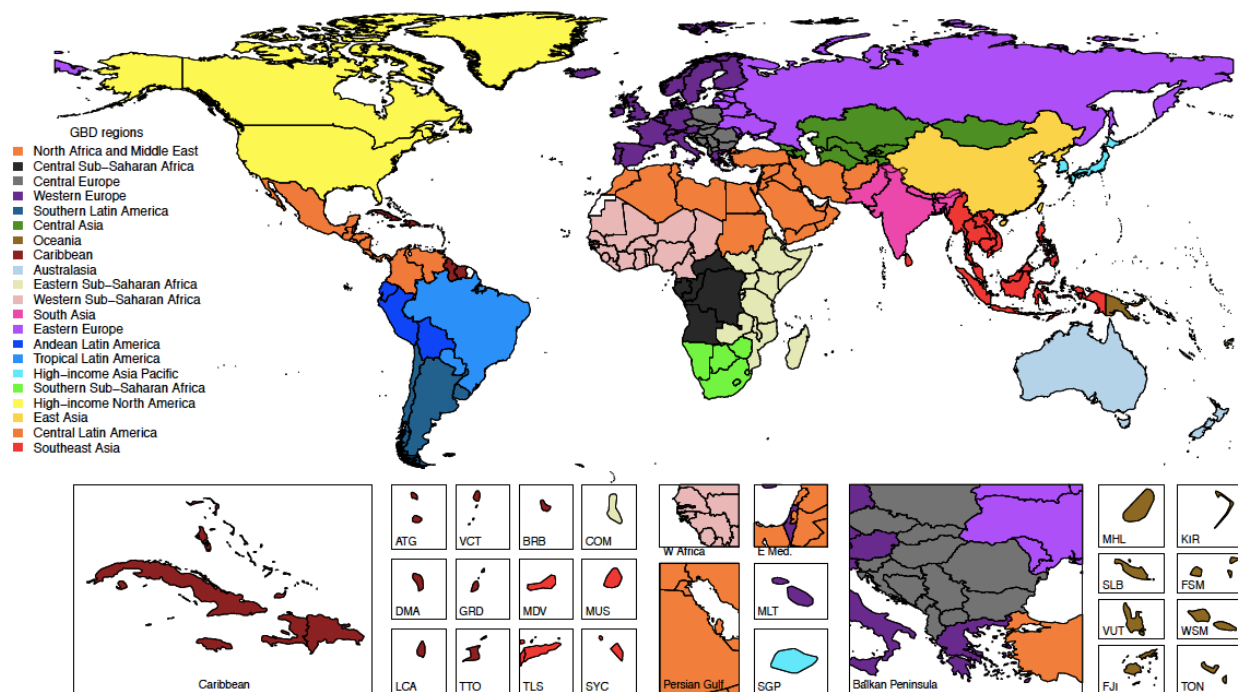 GBD regions
North Africa and Middle East
Central Sub−Saharan Africa
Central Europe
Western Europe
Southern Latin America
Central Asia
Oceania
Caribbean
Australasia
Eastern Sub−Saharan Africa
Western Sub−Saharan Africa
South Asia
Eastern Europe
Andean Latin America
Tropical Latin America
High−income Asia Pacific
Southern Sub−Saharan Africa
High−income North America
East Asia
Central Latin America
Southeast Asia
Caribbean
ATG
VCT
BRB
COM
DMA
GRD
MDV
MUS
LCA
TTO
TLS
SYC
W Africa
E Med.
Persian Gulf
MLT
SGP
Balkan Peninsula
MHL
KIR
SLB
FSM
VUT
WSM
FJI
TON